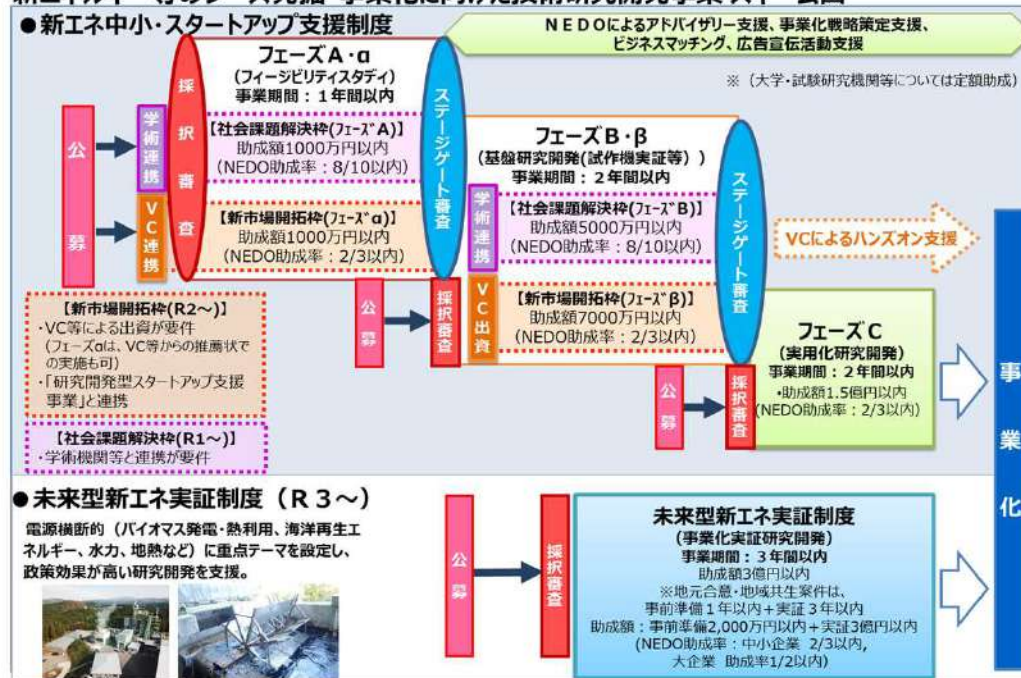 ●新エネ中小・スタートアップ支援制度
NEDOによるアドバイザリー支援、事業化戦略策定支援、
ビジネスマッチング、広告宣伝活動支援
※（大学・試験研究機関等については定額助成）
公募
学術連携
VC連携
採択審査
フェーズA・α
(フィージビリティスタディ)
事業期間：1年間以内
【社会課題解決枠(フェーズA)】
助成額1000万円以内
(NEDO助成率：8/10以内)
【新市場開拓枠(フェーズα)】
助成額1000万円以内
(NEDO助成率：2/3以内)
ステージゲート審査
公募
採択審査
フェーズB・β
(基盤研究開発(試作機実証等））
事業期間：2年間以内
学術連携
VC出資
【社会課題解決枠(フェーズB)】
助成額5000万円以内
(NEDO助成率：8/10以内)
【新市場開拓枠(フェーズβ)】
助成額7000万円以内
(NEDO助成率：2/3以内)
ステージゲート審査
VCによるハンズオン支援
公募
採択審査
フェーズC
(実用化研究開発)
事業期間：2年間以内
・助成額1.5億円以内
(NEDO助成率：2/3以内)
事業化
【新市場開拓枠(R2～)】
・VC等による出資が要件
(フェーズαは、VC等からの推薦状で
の実施も可)
・「研究開発型スタートアップ支援
事業」と連携
【社会課題解決枠(R1～)】
・学術機関等と連携が要件
●未来型新エネ実証制度（R3～）
電源横断的（バイオマス発電・熱利用、海洋再生エ
ネルギー、水力、地熱など）に重点テーマを設定し、
政策効果が高い研究開発を支援。
公募
採択審査
未来型新エネ実証制度
(事業化実証研究開発)
事業期間：3年間以内
助成額3億円以内
※地元合意・地域共生案件は、
事前準備1年以内＋実証3年以内
助成額：事前準備2,000万円以内＋実証3億円以内
(NEDO助成率：中小企業 2/3以内,
大企業 助成率1/2以内)